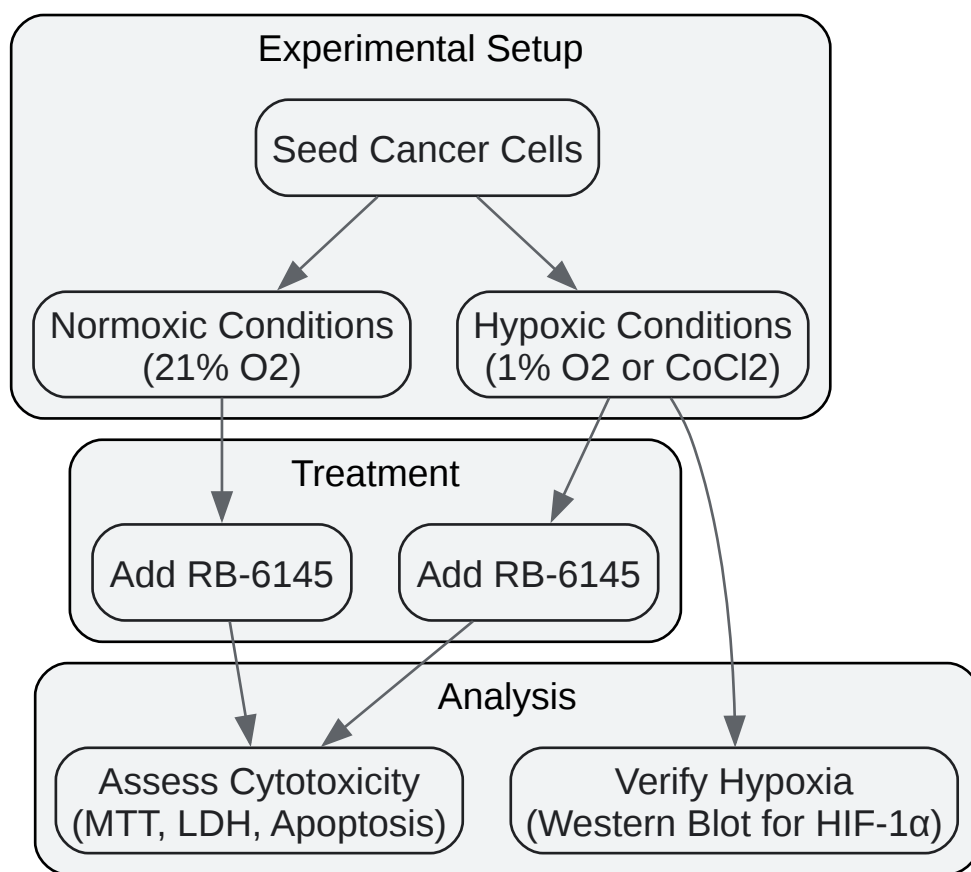 Experimental Setup
Seed Cancer Cells
Normoxic Conditions
(21% O2)
Hypoxic Conditions
(1% O2 or CoCl2)
Treatment
Add RB-6145
Add RB-6145
Analysis
Assess Cytotoxicity
(MTT, LDH, Apoptosis)
Verify Hypoxia
(Western Blot for HIF-1α)